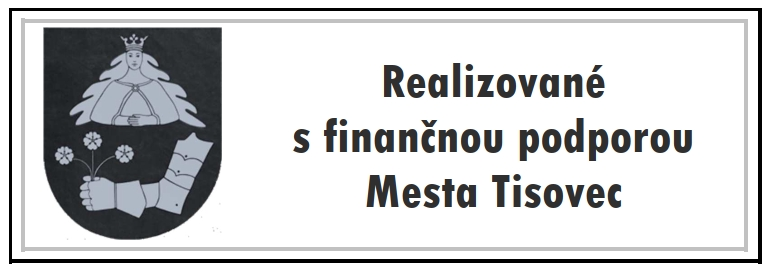 Realizované
s finančnou podporou
Mesta Tisovec